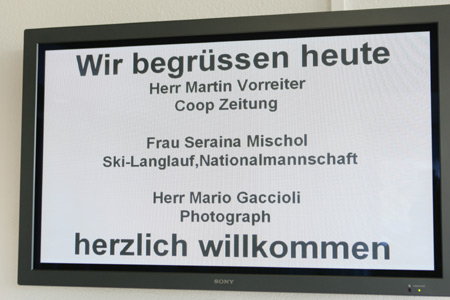 Wir begrüssen heute
Herr Martin Vorreiter
Coop Zeitung
Frau Seraina Mischol
Ski-Langlauf,Nationalmannschaft
Herr Mario Gaccioli
Photograph
herzlich willkommen
SONY